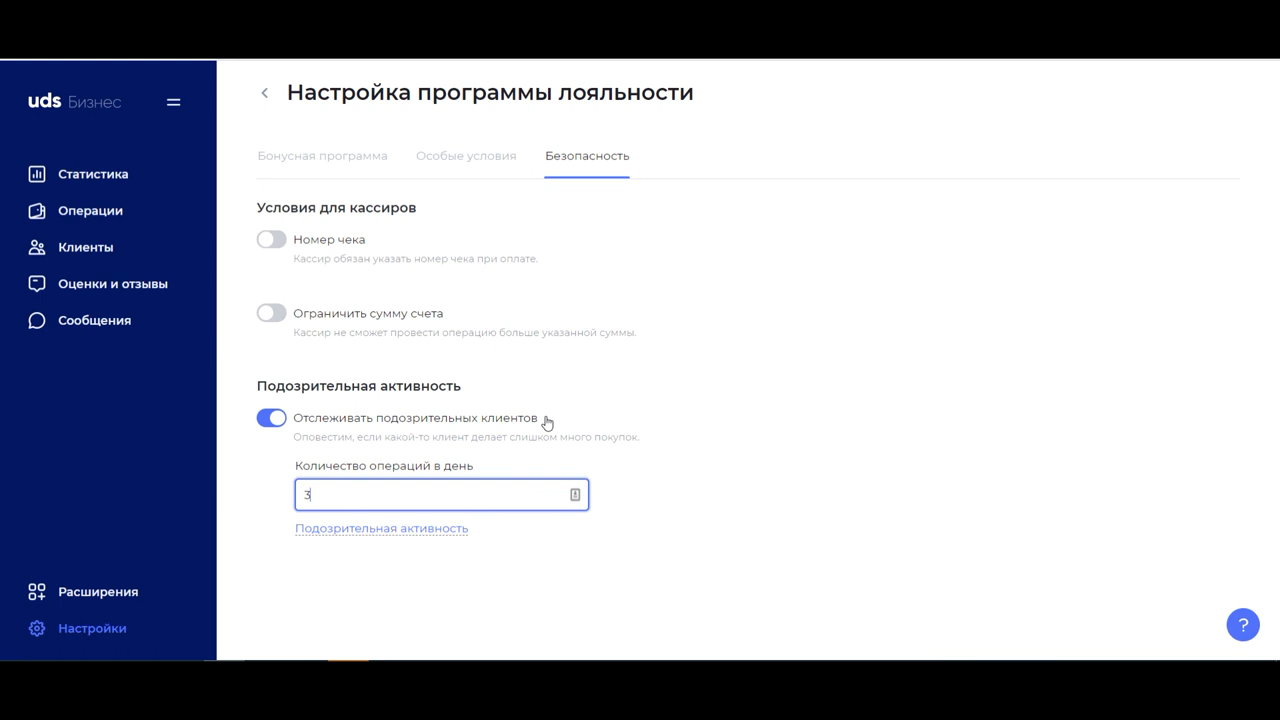 uds Бизнес
Статистика
Операции
Клиенты
Оценки и отзывы
Сообщения
Расширения
Настройки
Настройка программы лояльности
Бонусная программа
Особые условия
Безопасность
Условия для кассиров
Номер чека
Кассир обязан указать номер чека при оплате.
Ограничить сумму счета
Кассир не сможет провести операцию больше указанной суммы.
Подозрительная активность
Отслеживать подозрительных клиентов
Оповестим, если какой-то клиент делает слишком много покупок.
Количество операций в день
3
Подозрительная активность
?